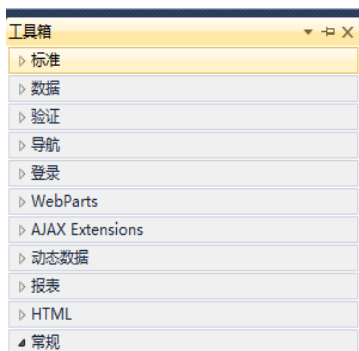 工具箱
标准
数据
验证
导航
登录
WebParts
AJAX Extensions
动态数据
报表
HTML
常规